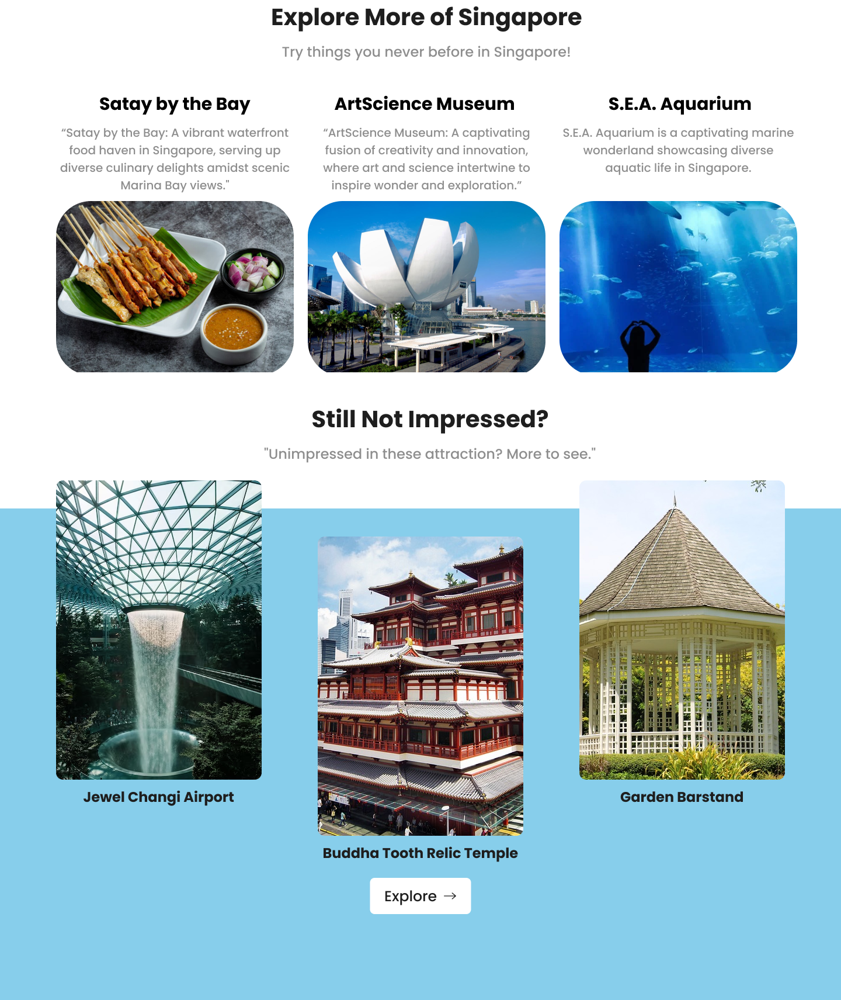 Explore More of Singapore
Try things you never before in Singapore!
Satay by the Bay
“Satay by the Bay: A vibrant waterfront
food haven in Singapore, serving up
diverse culinary delights amidst scenic
Marina Bay views."
ArtScience Museum
“ArtScience Museum: A captivating
fusion of creativity and innovation,
where art and science intertwine to
inspire wonder and exploration.”
S.E.A. Aquarium
S.E.A. Aquarium is a captivating marine
wonderland showcasing diverse
aquatic life in Singapore.
Still Not Impressed?
"Unimpressed in these attraction? More to see."
Jewel Changi Airport
Buddha Tooth Relic Temple
Garden Barstand
Explore →